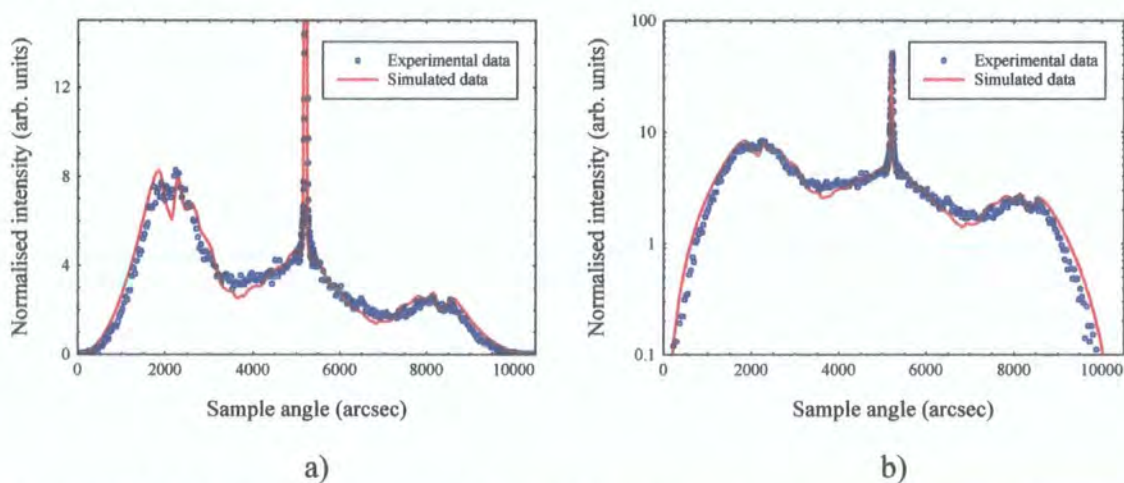 Experimental data
Simulated data
Normalised intensity (arb. units)
12
8
4
0
0 2000 4000 6000 8000 10000
Sample angle (arcsec)
a)
Experimental data
Simulated data
Normalised intensity (arb. units)
100
10
1
0.1
0 2000 4000 6000 8000 10000
Sample angle (arcsec)
b)